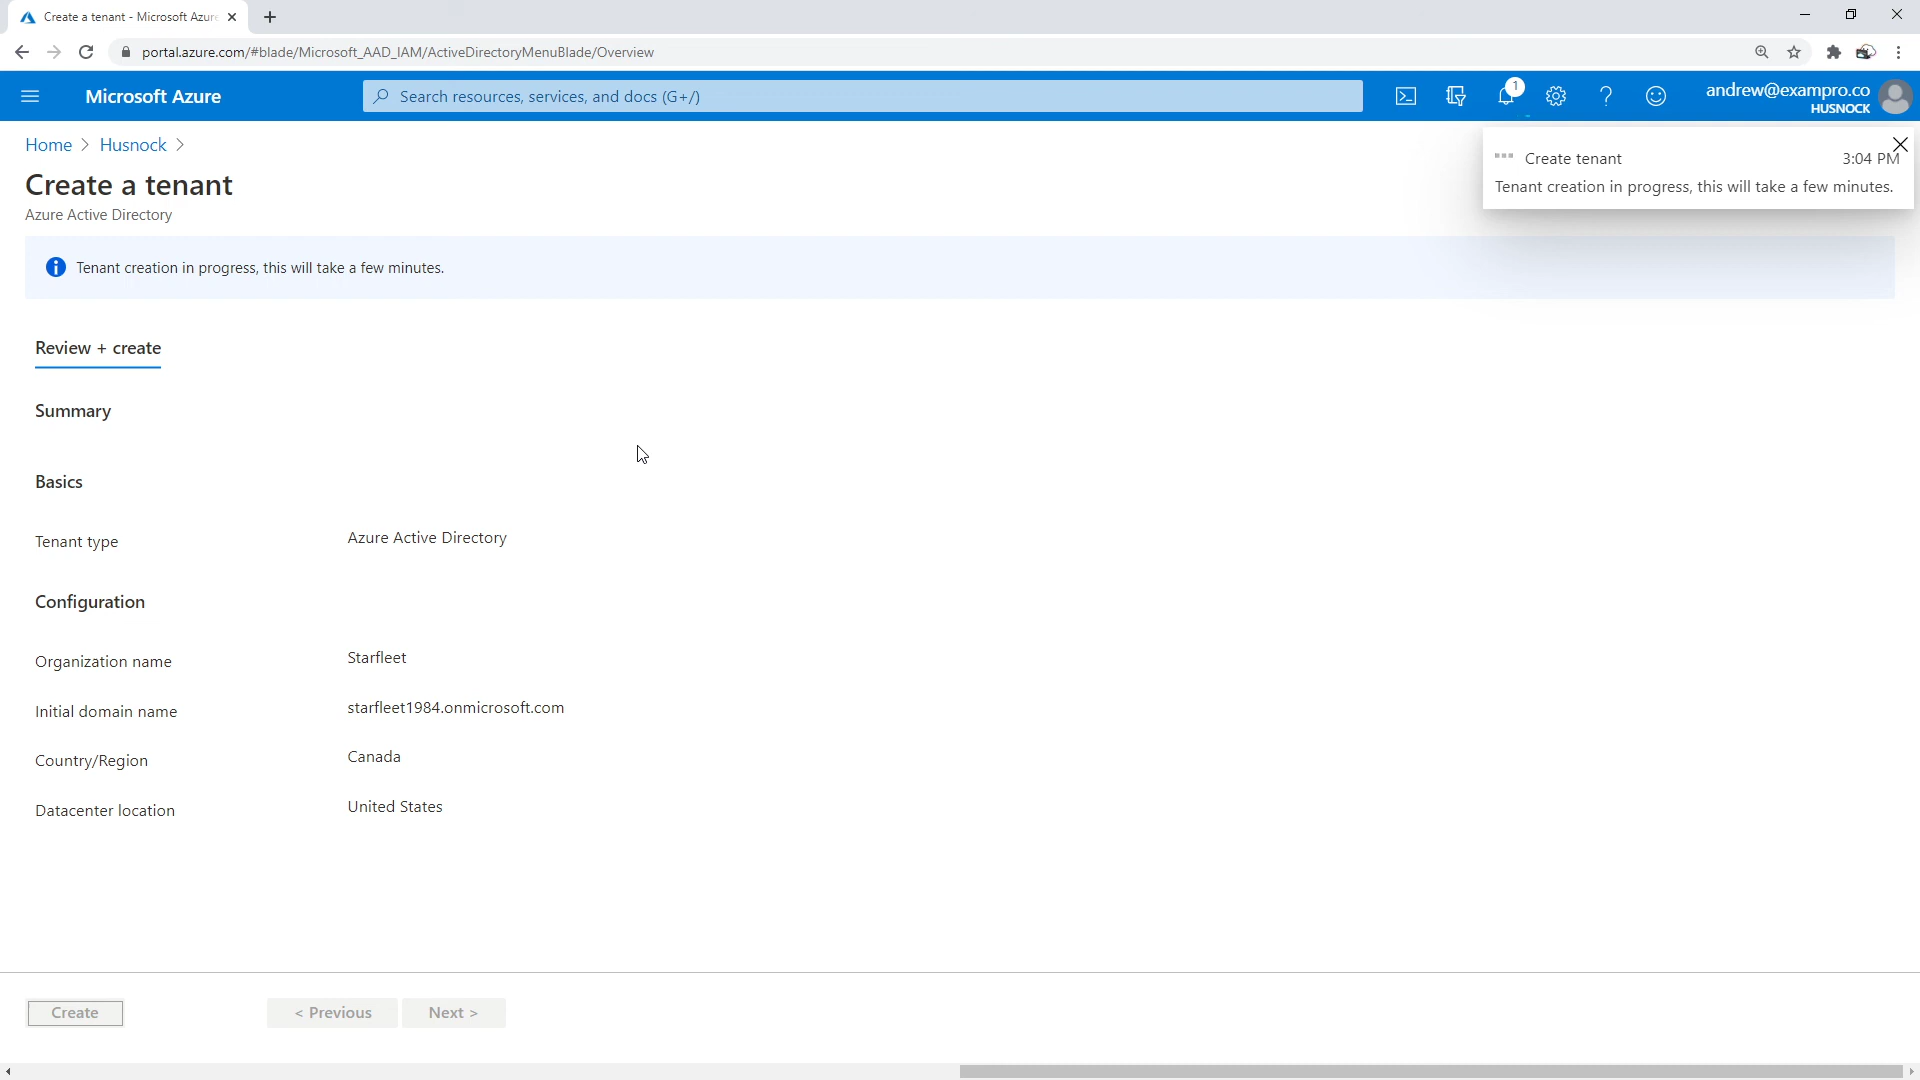 Create a tenant - Microsoft Azure
portal.azure.com/#blade/Microsoft_AAD_IAM/ActiveDirectoryMenuBlade/Overview
Microsoft Azure
Search resources, services, and docs (G+/)
1
andrew@exampro.co
HUSNOCK
Home > Husnock >
Create a tenant
Azure Active Directory
Create tenant
3:04 PM
Tenant creation in progress, this will take a few minutes.
Tenant creation in progress, this will take a few minutes.
Review + create
Summary
Basics
Tenant type
Azure Active Directory
Configuration
Organization name
Starfleet
Initial domain name
starfleet1984.onmicrosoft.com
Country/Region
Canada
Datacenter location
United States
Create
< Previous
Next >